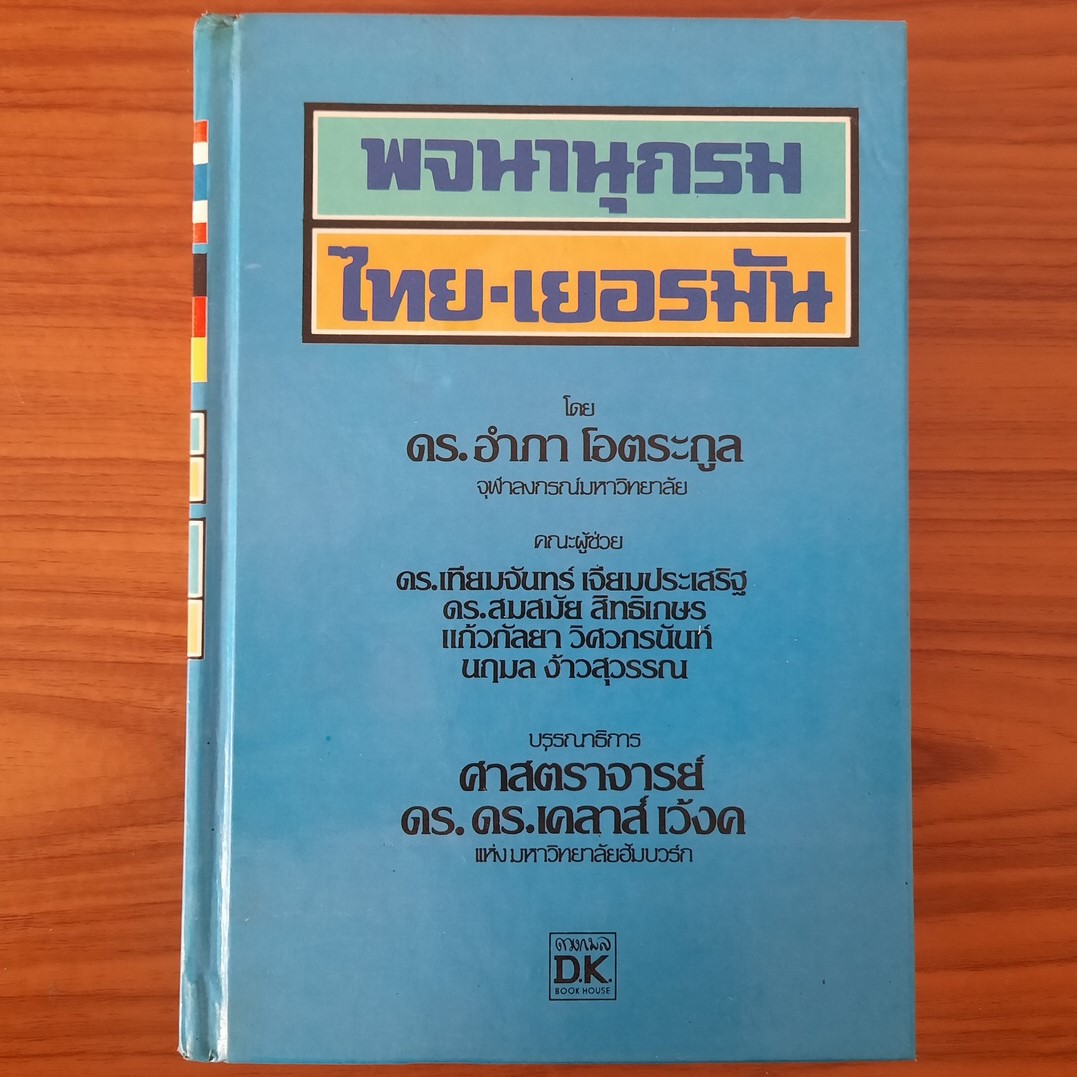 พจนานุกรม
ไทย-เยอรมัน
โดย
ดร.อำภา โอตระกูล
จุฬาลงกรณ์มหาวิทยาลัย
คณะผู้ช่วย
ดร.เทียมจันทร์ เจียมประเสริฐ
ดร.สมสมัย สิทธิเกษร
แก้วกัลยา วิศวกรนันท์
นฤมล ง้าวสุวรรณ
บรรณาธิการ
ศาสตราจารย์
ดร. ดร.เคลาส์ เว้งค
แห่ง มหาวิทยาลัยฮัมบวร์ก
ดวงกมล
D.K.
BOOK HOUSE